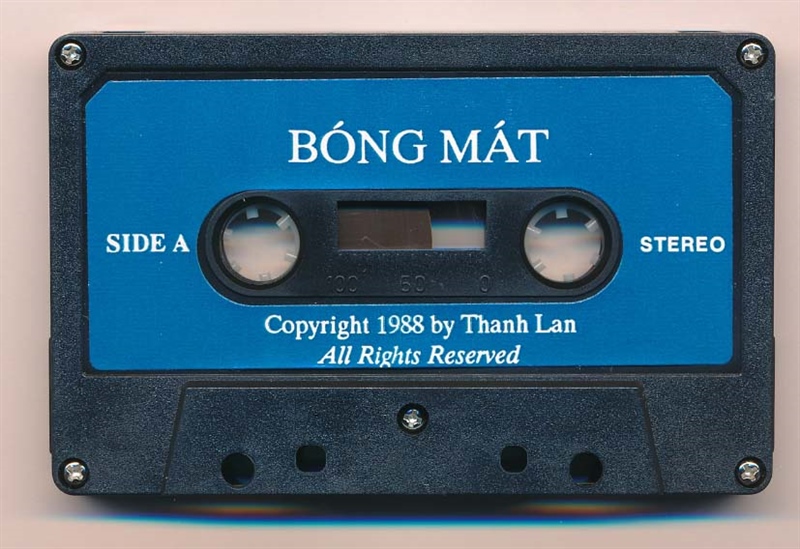 BÓNG MÁT
SIDE A
STEREO
100 50 0
Copyright 1988 by Thanh Lan
All Rights Reserved